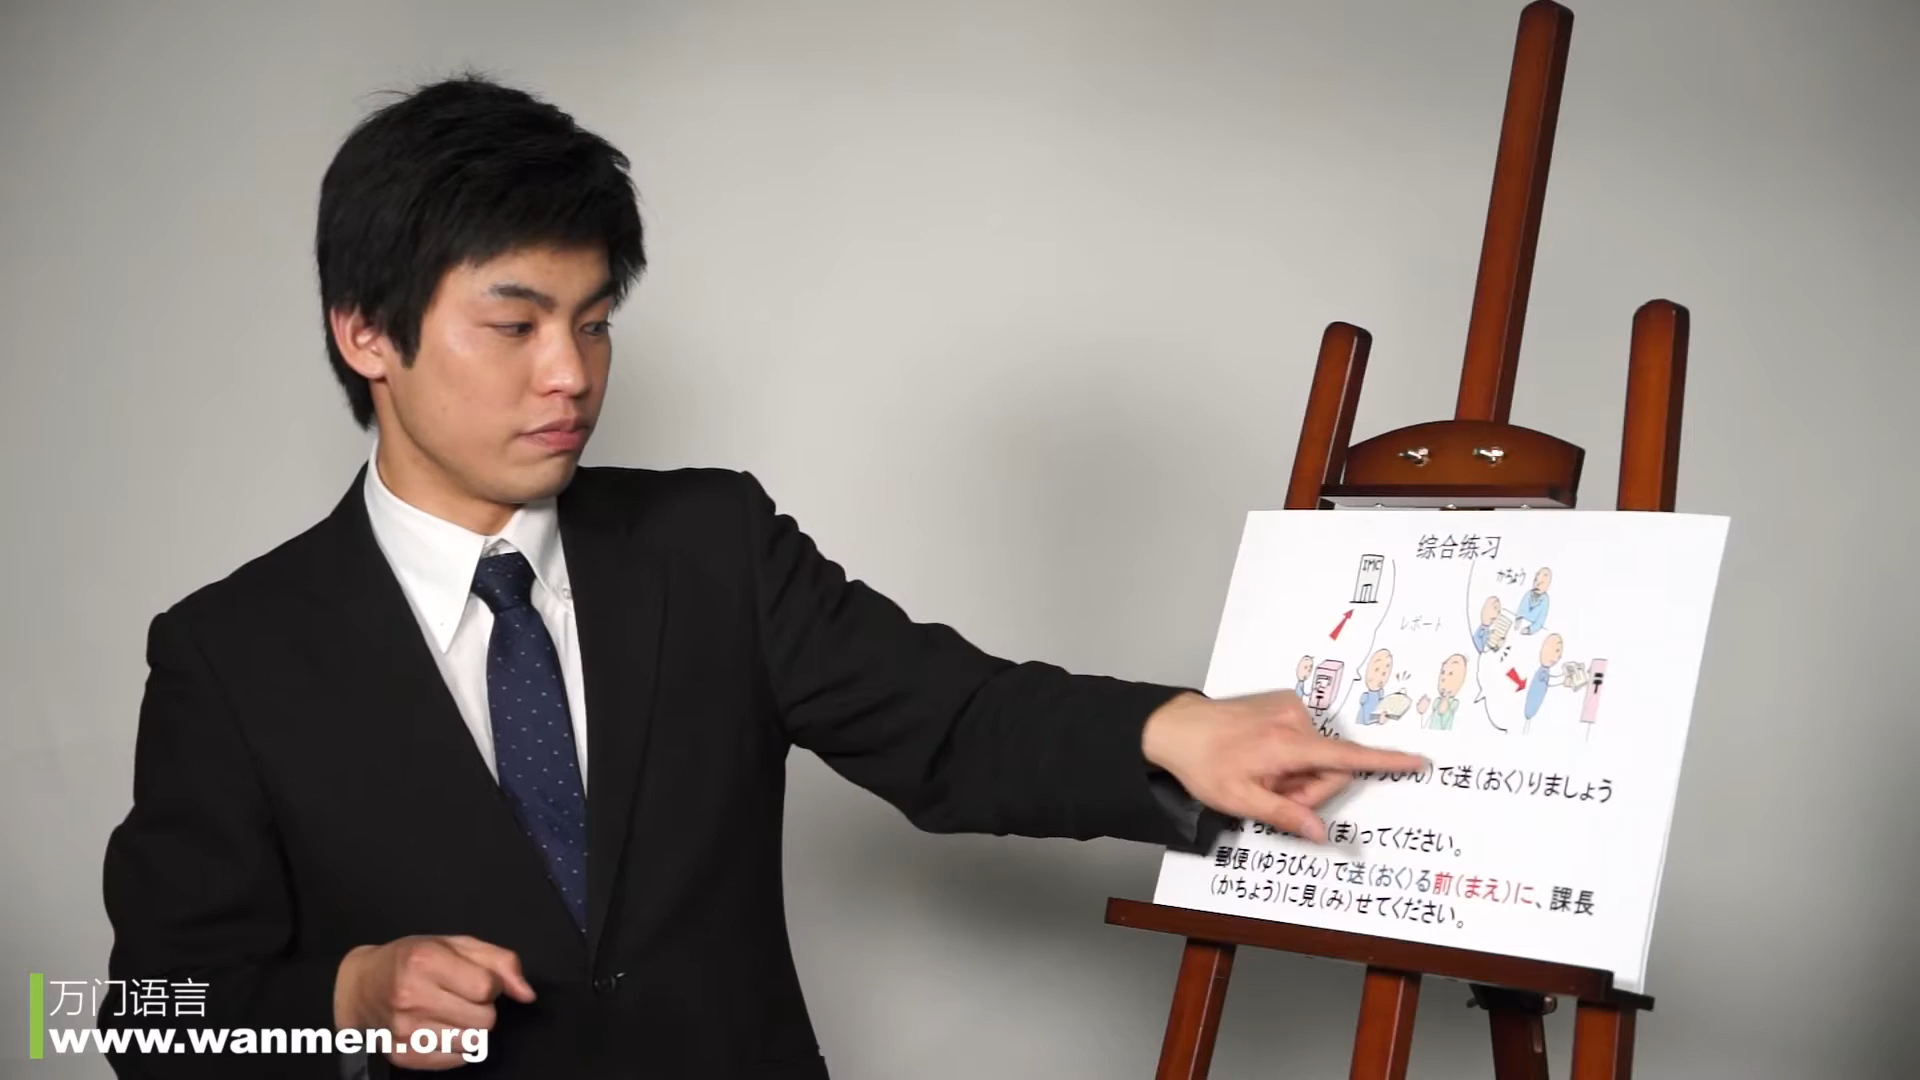 综合练习
IMC
かちょう
レポート
〒
で送(おく)りましょう
(ま)ってください。
郵便(ゆうびん)で送(おく)る前(まえ)に、課長
(かちょう)に見(み)せてください。
万门语言
www.wanmen.org